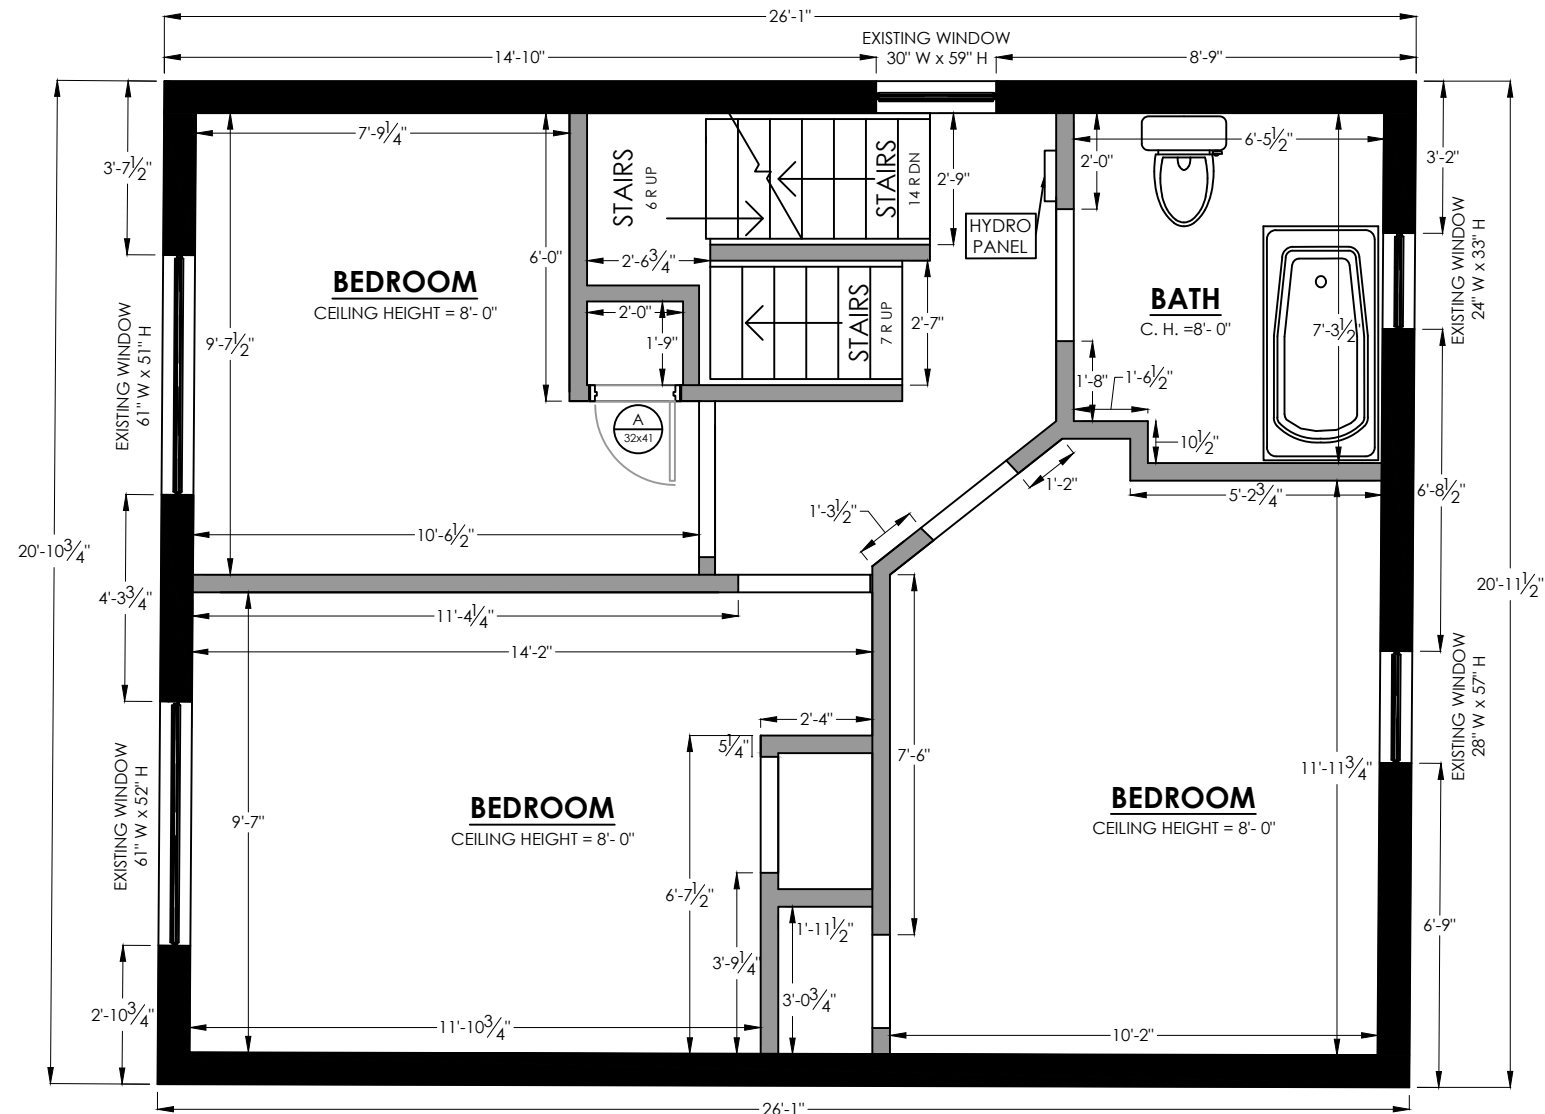 26'-1"
14'-10"
EXISTING WINDOW
30" W x 59" H
8'-9"
7'-9¼"
6'-5½"
3'-7½"
STAIRS
6 R UP
STAIRS
14 R DN
2'-9"
2'-0"
3'-2"
HYDRO
PANEL
6'-0"
2'-6¾"
EXISTING WINDOW
24" W x 33" H
BEDROOM
CEILING HEIGHT = 8'- 0"
2'-0"
1'-9"
STAIRS
7 R UP
2'-7"
BATH
C. H. =8'- 0"
7'-3½"
9'-7½"
EXISTING WINDOW
61" W x 51" H
1'-8"
1'-6½"
A
32x41
10½"
1'-2"
5'-2¾"
6'-8½"
1'-3½"
10'-6½"
20'-10¾"
20'-11½"
4'-3¾"
11'-4¼"
14'-2"
2'-4"
5¼"
7'-6"
11'-11¾"
EXISTING WINDOW
28" W x 57" H
BEDROOM
CEILING HEIGHT = 8'- 0"
BEDROOM
CEILING HEIGHT = 8'- 0"
9'-7"
EXISTING WINDOW
61" W x 52" H
6'-7½"
1'-11½"
6'-9"
3'-9¼"
3'-0¾"
2'-10¾"
11'-10¾"
10'-2"
26'-1"